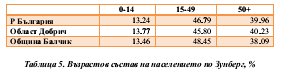 0-14 15-49 50+
Р България 13.24 46.79 39.96
Област Добрич 13.77 45.80 40.23
Община Балчик 13.46 48.45 38.09
Таблица 5. Възрастов състав на населението по Зунберг, %